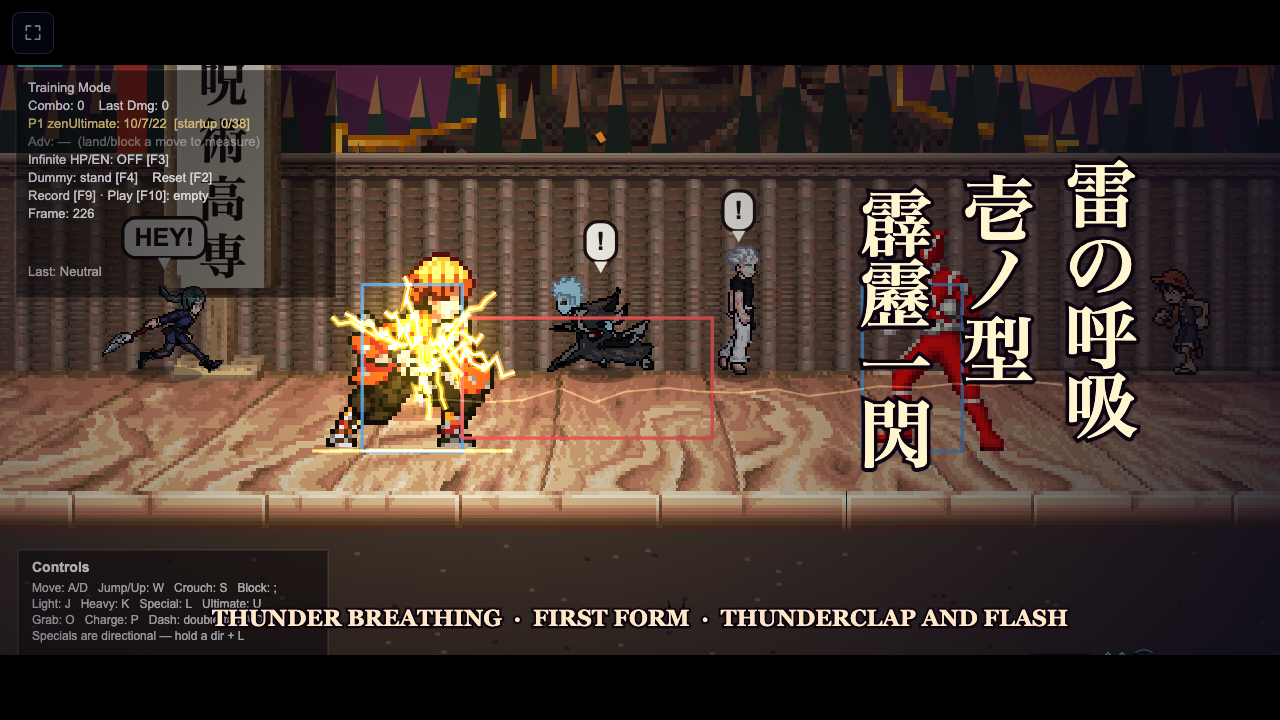 Training Mode
Combo: 0 Last Dmg: 0
P1 zenUltimate: 10/7/22 [startup 0/38]
Adv: — (land/block a move to measure)
Infinite HP/EN: OFF [F3]
Dummy: stand [F4] Reset [F2]
Record [F9] · Play [F10]: empty
Frame: 226
Last: Neutral
呪術高専
HEY!
!
!
雷の呼吸
壱ノ型
霹靂一閃
Controls
Move: A/D Jump/Up: W Crouch: S Block: ;
Light: J Heavy: K Special: L Ultimate: U
Grab: O Charge: P Dash:
Specials are directional — hold a dir + L
THUNDER BREATHING · FIRST FORM · THUNDERCLAP AND FLASH